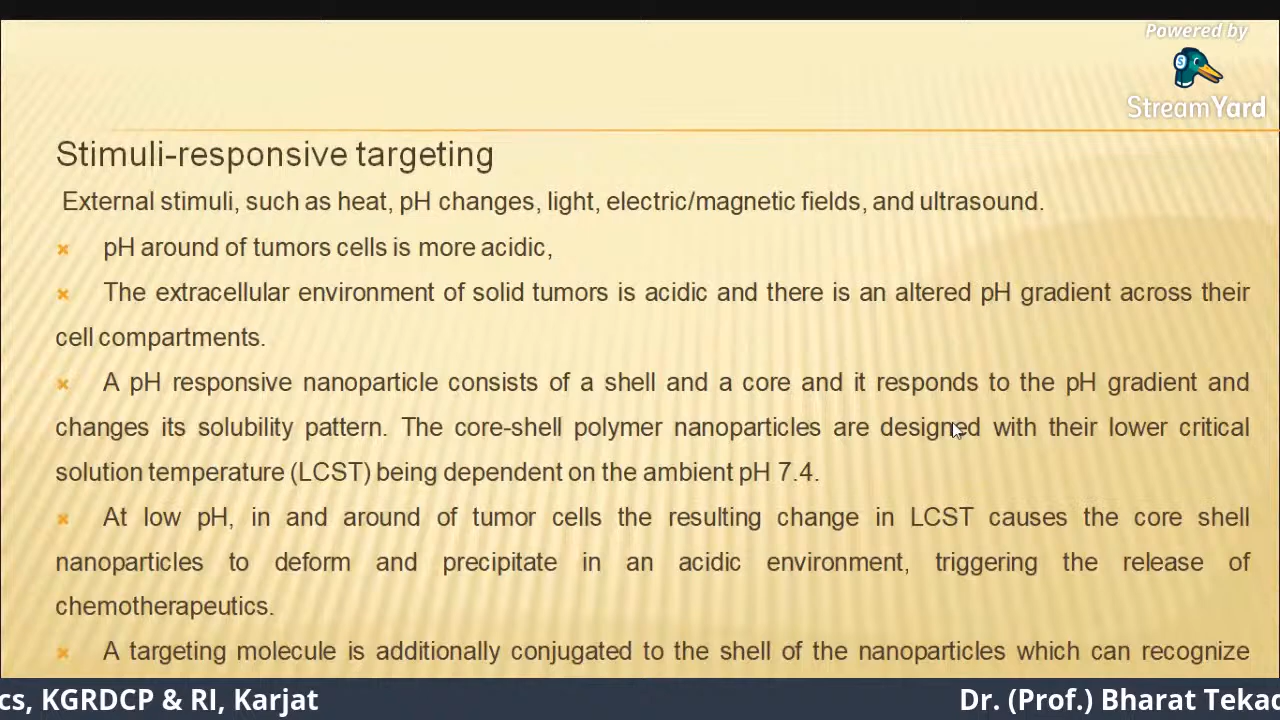 Powered by
StreamYard
Stimuli-responsive targeting
External stimuli, such as heat, pH changes, light, electric/magnetic fields, and ultrasound.
pH around of tumors cells is more acidic,
The extracellular environment of solid tumors is acidic and there is an altered pH gradient across their
cell compartments.
A pH responsive nanoparticle consists of a shell and a core and it responds to the pH gradient and
changes its solubility pattern. The core-shell polymer nanoparticles are designed with their lower critical
solution temperature (LCST) being dependent on the ambient pH 7.4.
At low pH, in and around of tumor cells the resulting change in LCST causes the core shell
nanoparticles to deform and precipitate in an acidic environment, triggering the release of
chemotherapeutics.
A targeting molecule is additionally conjugated to the shell of the nanoparticles which can recognize
cs, KGRDCP & RI, Karjat
Dr. (Prof.) Bharat Tekad